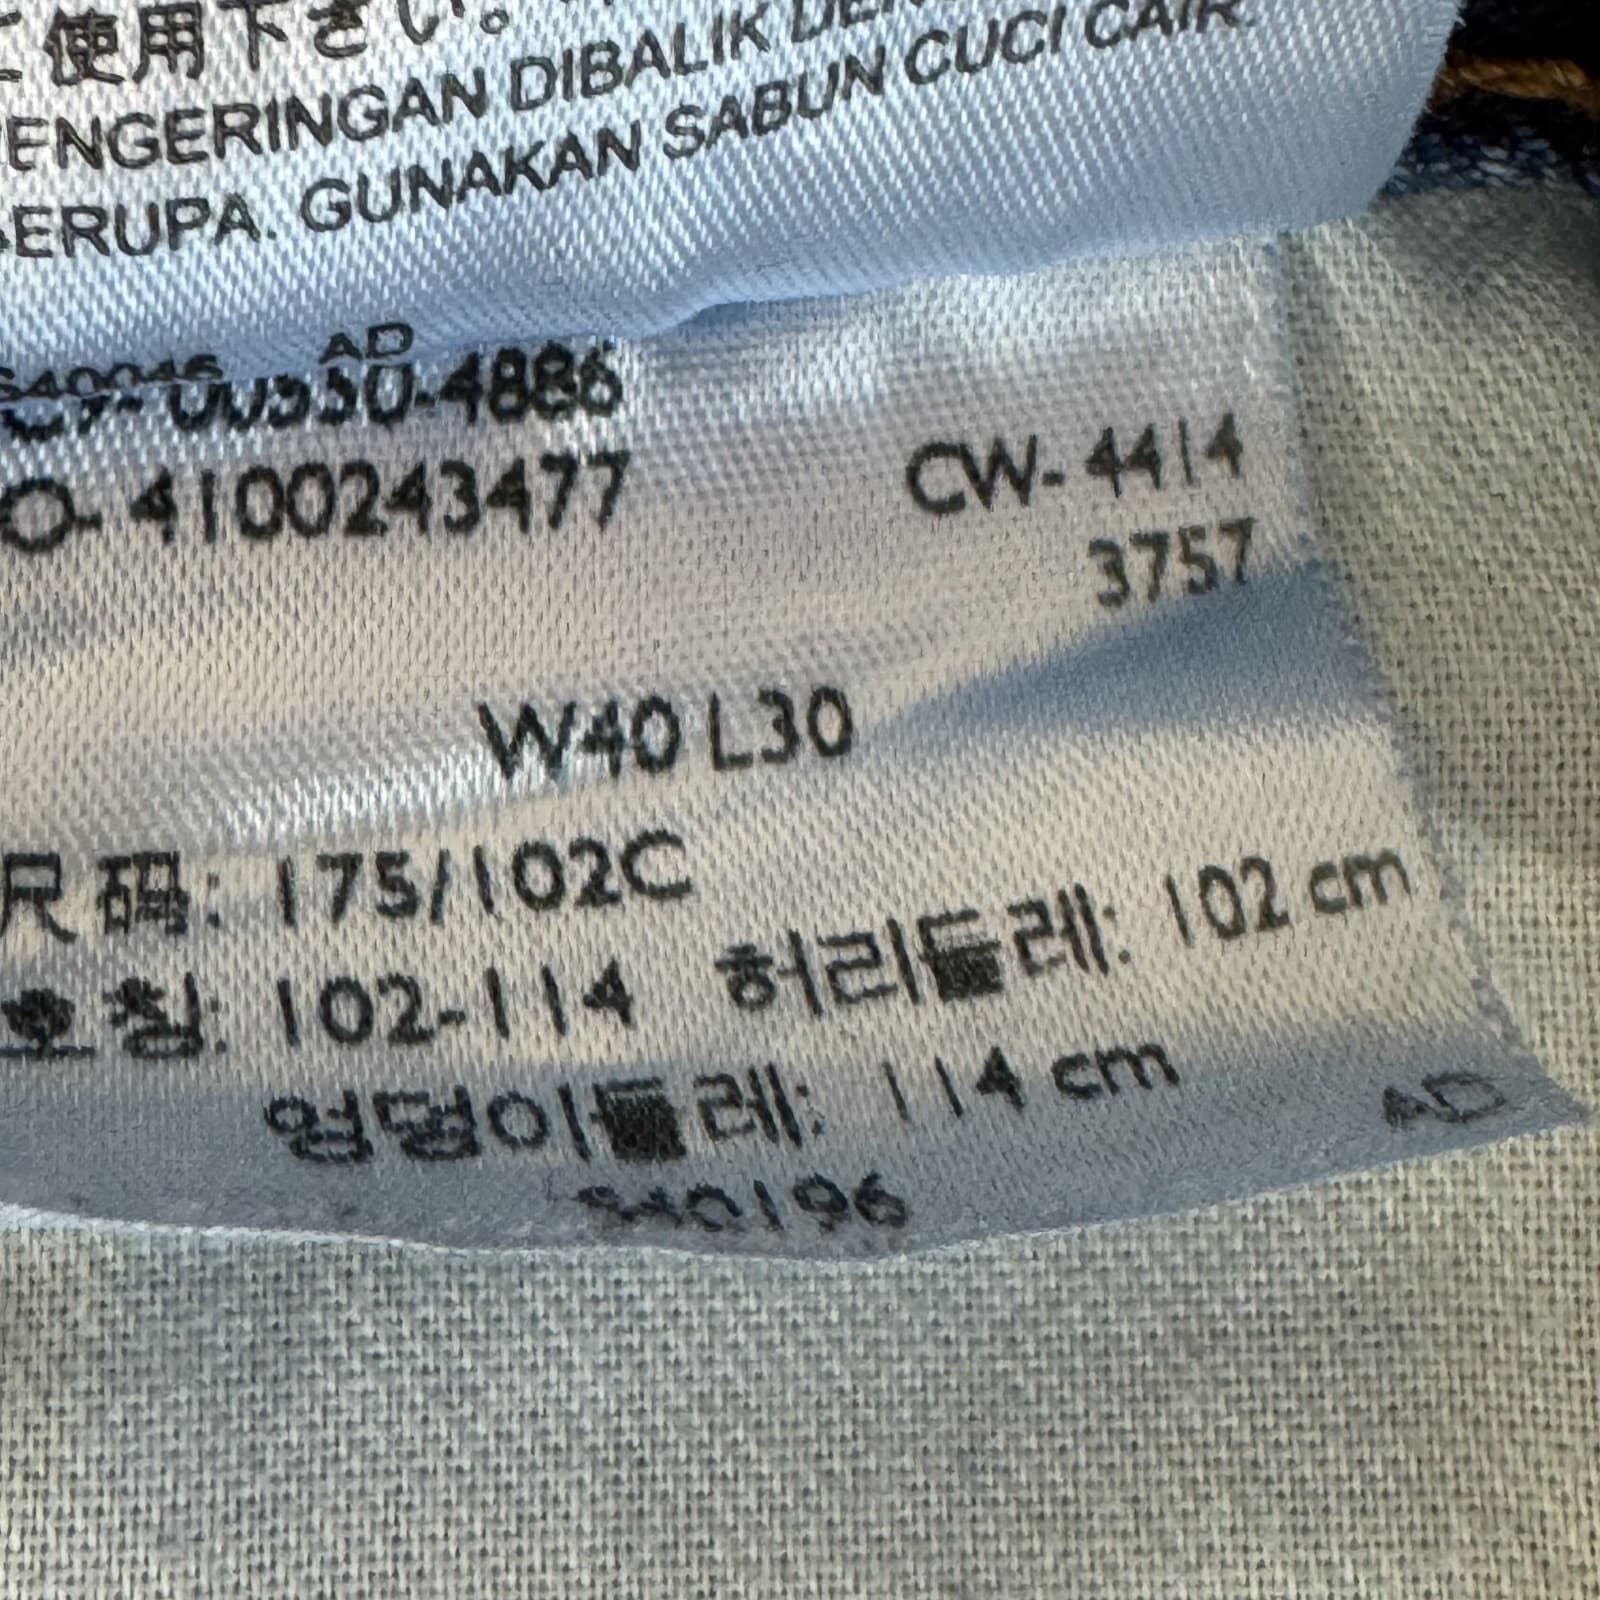 使用下さい。
ENGERINGAN DIBALIK
ERUPA. GUNAKAN SABUN CUCI CAIR.
AD
00550-4886
O- 4100243477 CW- 4414
3757
W40 L30
尺码: 175/102C
호칭: 102-114 허리둘레: 102 cm
엉덩이둘레: 114 cm
AD